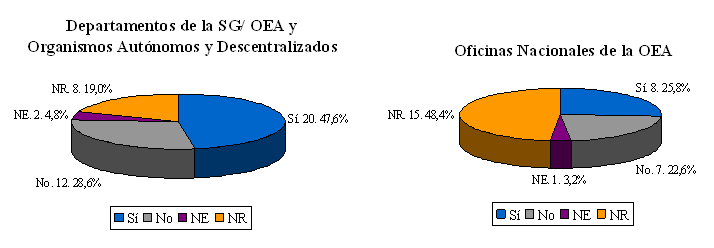 Departamentos de la SG/ OEA y
Organismos Autónomos y Descentralizados
NR. 8. 19,0%
NE. 2. 4,8%
Sí 20. 47,6%
No. 12. 28,6%
Sí No NE NR
Oficinas Nacionales de la OEA
Sí 8. 25,8%
NR. 15. 48,4%
No. 7. 22,6%
NE. 1. 3,2%
Sí No NE NR